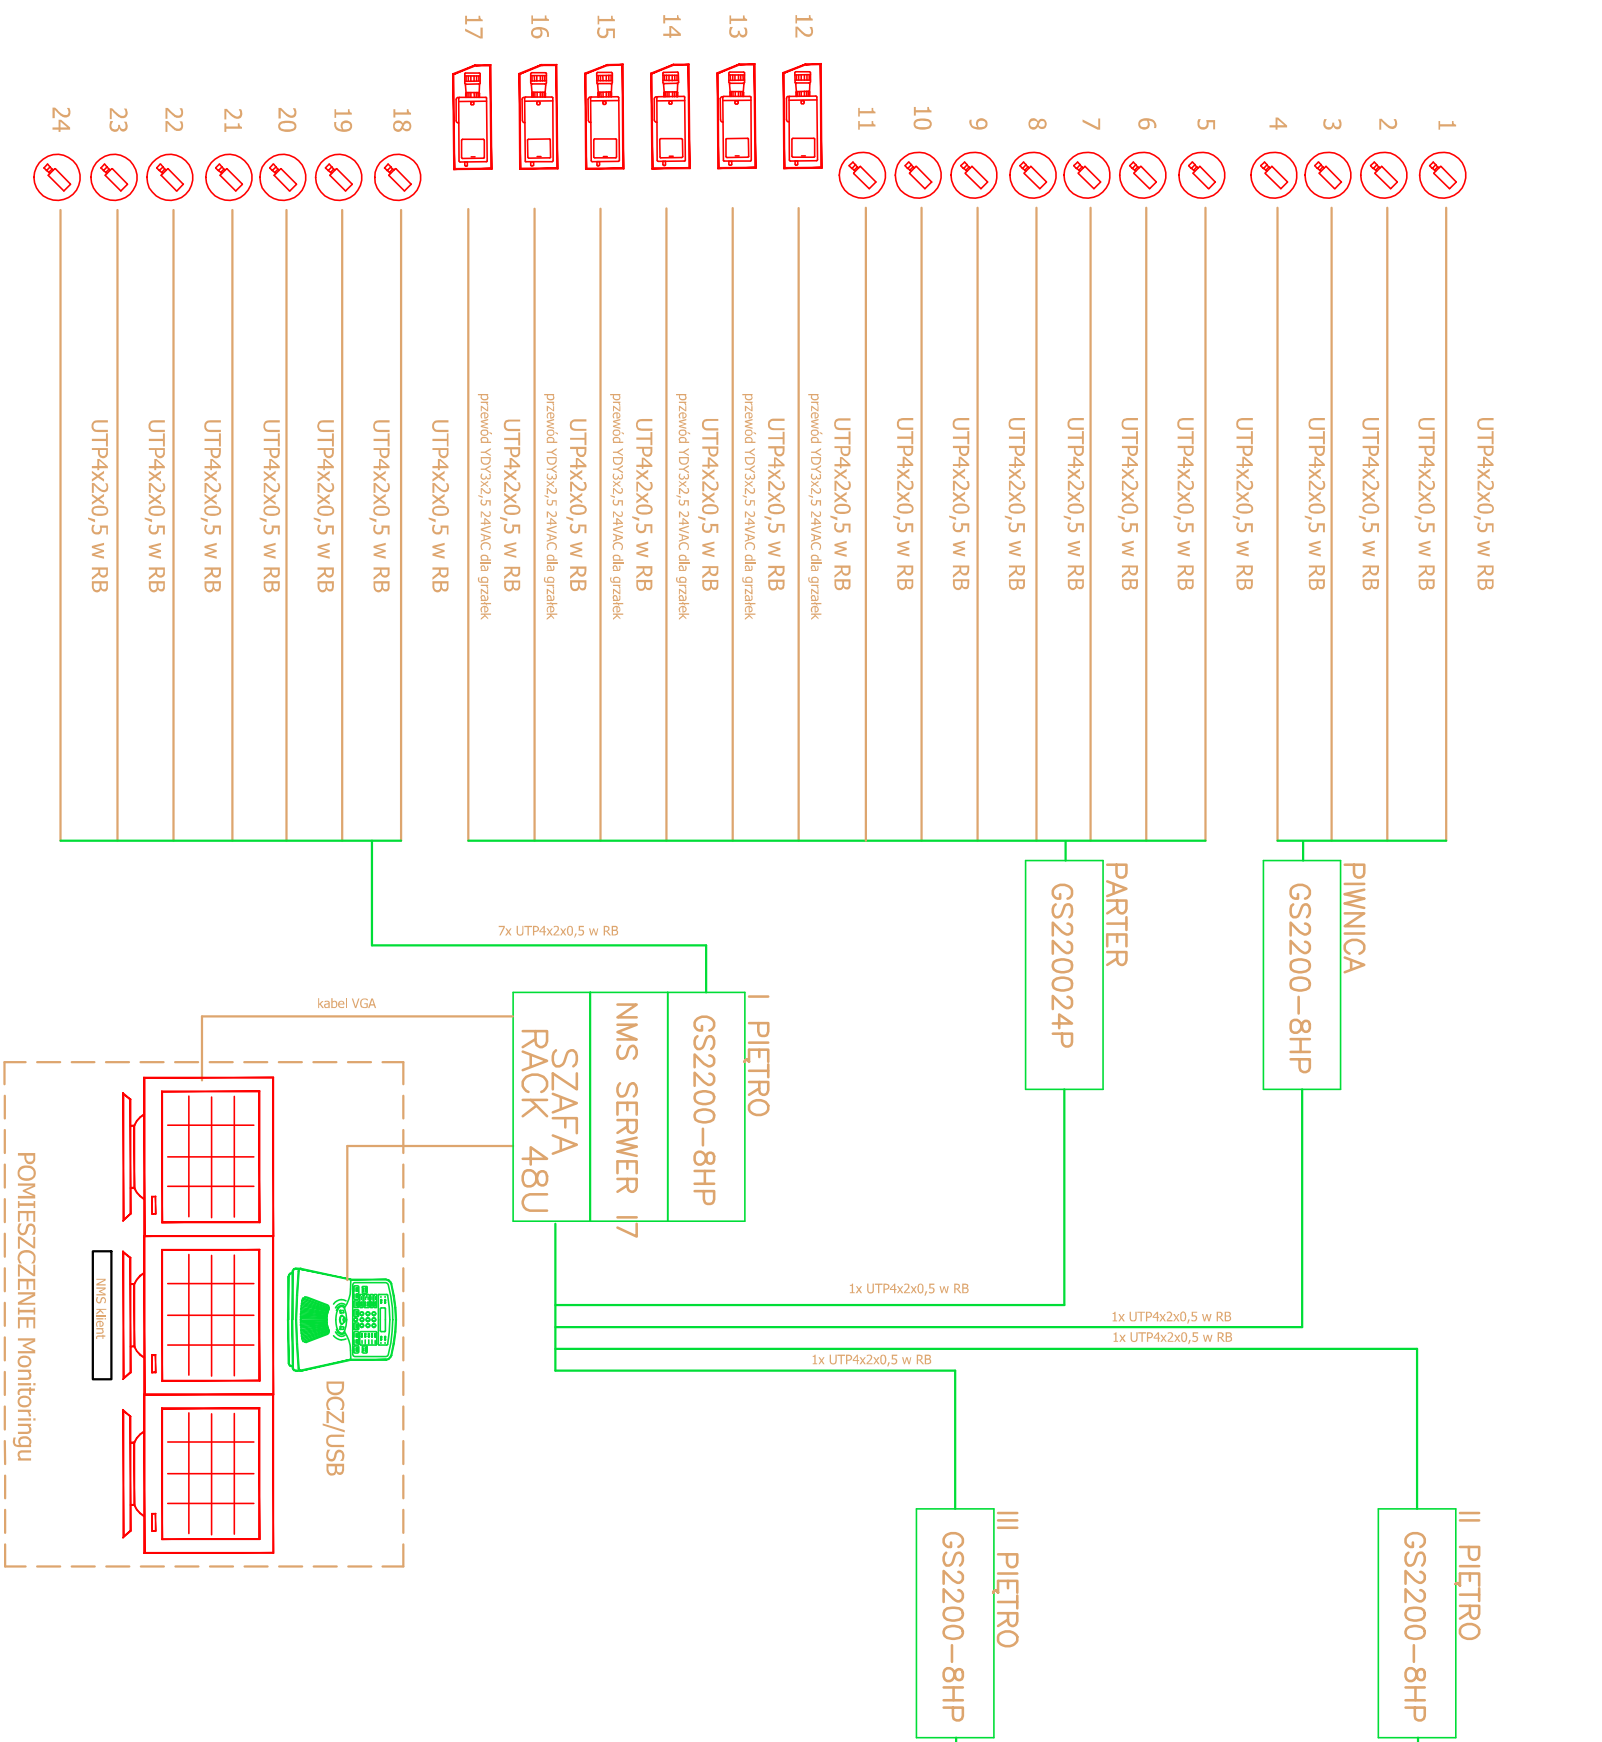 17
16
15
14
13
12
24
23
22
21
20
19
18
11
10
9
8
7
6
5
4
3
2
1
UTP4x2x0,5 w RB
UTP4x2x0,5 w RB
UTP4x2x0,5 w RB
UTP4x2x0,5 w RB
UTP4x2x0,5 w RB
UTP4x2x0,5 w RB
UTP4x2x0,5 w RB
przewód YDY3x2,5 24VAC dla grzałek
UTP4x2x0,5 w RB
przewód YDY3x2,5 24VAC dla grzałek
UTP4x2x0,5 w RB
przewód YDY3x2,5 24VAC dla grzałek
UTP4x2x0,5 w RB
przewód YDY3x2,5 24VAC dla grzałek
UTP4x2x0,5 w RB
przewód YDY3x2,5 24VAC dla grzałek
UTP4x2x0,5 w RB
przewód YDY3x2,5 24VAC dla grzałek
UTP4x2x0,5 w RB
UTP4x2x0,5 w RB
UTP4x2x0,5 w RB
UTP4x2x0,5 w RB
UTP4x2x0,5 w RB
UTP4x2x0,5 w RB
UTP4x2x0,5 w RB
UTP4x2x0,5 w RB
UTP4x2x0,5 w RB
UTP4x2x0,5 w RB
UTP4x2x0,5 w RB
UTP4x2x0,5 w RB
PARTER
GS220024P
PIWNICA
GS2200-8HP
7x UTP4x2x0,5 w RB
kabel VGA
I PIĘTRO
GS2200-8HP
NMS SERWER I7
SZAFA
RACK 48U
1x UTP4x2x0,5 w RB
1x UTP4x2x0,5 w RB
1x UTP4x2x0,5 w RB
1x UTP4x2x0,5 w RB
DCZ/USB
NMS klient
POMIESZCZENIE Monitoringu
III PIĘTRO
GS2200-8HP
II PIĘTRO
GS2200-8HP